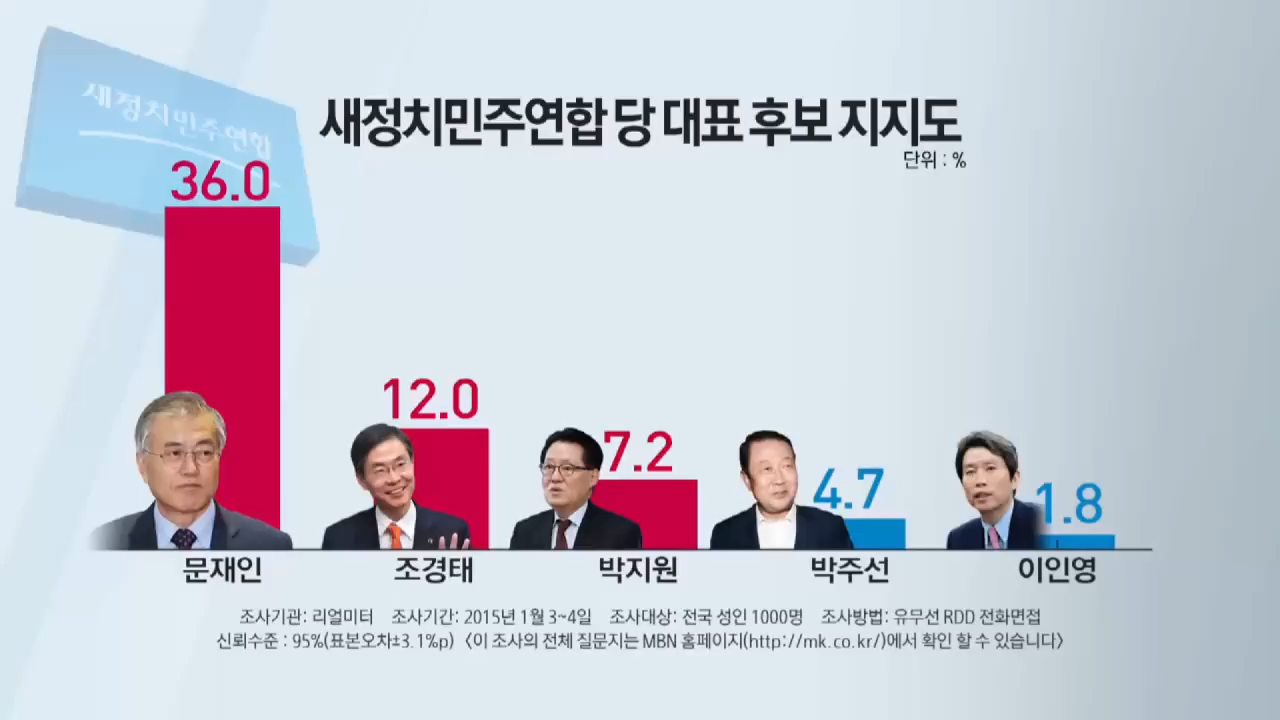 새정치민주연합
새정치민주연합 당 대표 후보 지지도
단위 : %
36.0
12.0
7.2
4.7
1.8
문재인 조경태 박지원 박주선 이인영
조사기관: 리얼미터 조사기간: 2015년 1월 3~4일 조사대상: 전국 성인 1000명 조사방법: 유무선 RDD 전화면접
신뢰수준 : 95%(표본오차±3.1%p) <이 조사의 전체 질문지는 MBN 홈페이지(http://mk.co.kr/)에서 확인 할 수 있습니다>